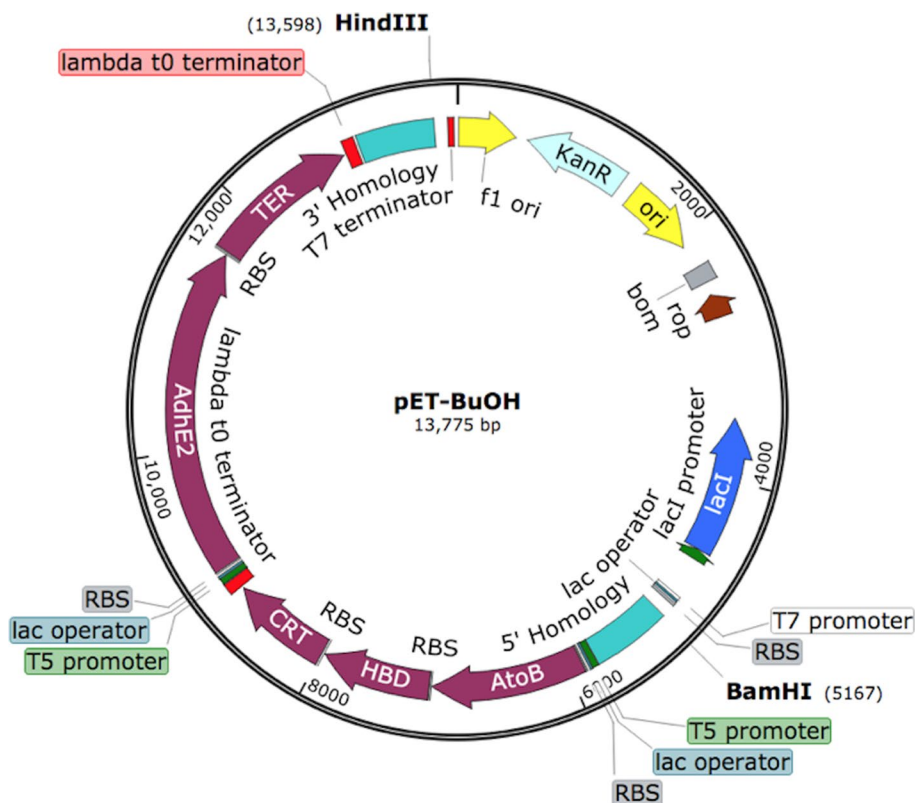 (13,598) HindIII
lambda t0 terminator
3' Homology
T7 terminator
f1 ori
KanR
ori
2000
bom
rop
TER
12,000
RBS
AdhE2
lambda t0 terminator
pET-BuOH
13,775 bp
lacI promoter
lacI
4000
10,000
lac operator
5' Homology
RBS
lac operator
T5 promoter
CRT
RBS
HBD
RBS
AtoB
8000
6000
T7 promoter
RBS
BamHI (5167)
T5 promoter
lac operator
RBS